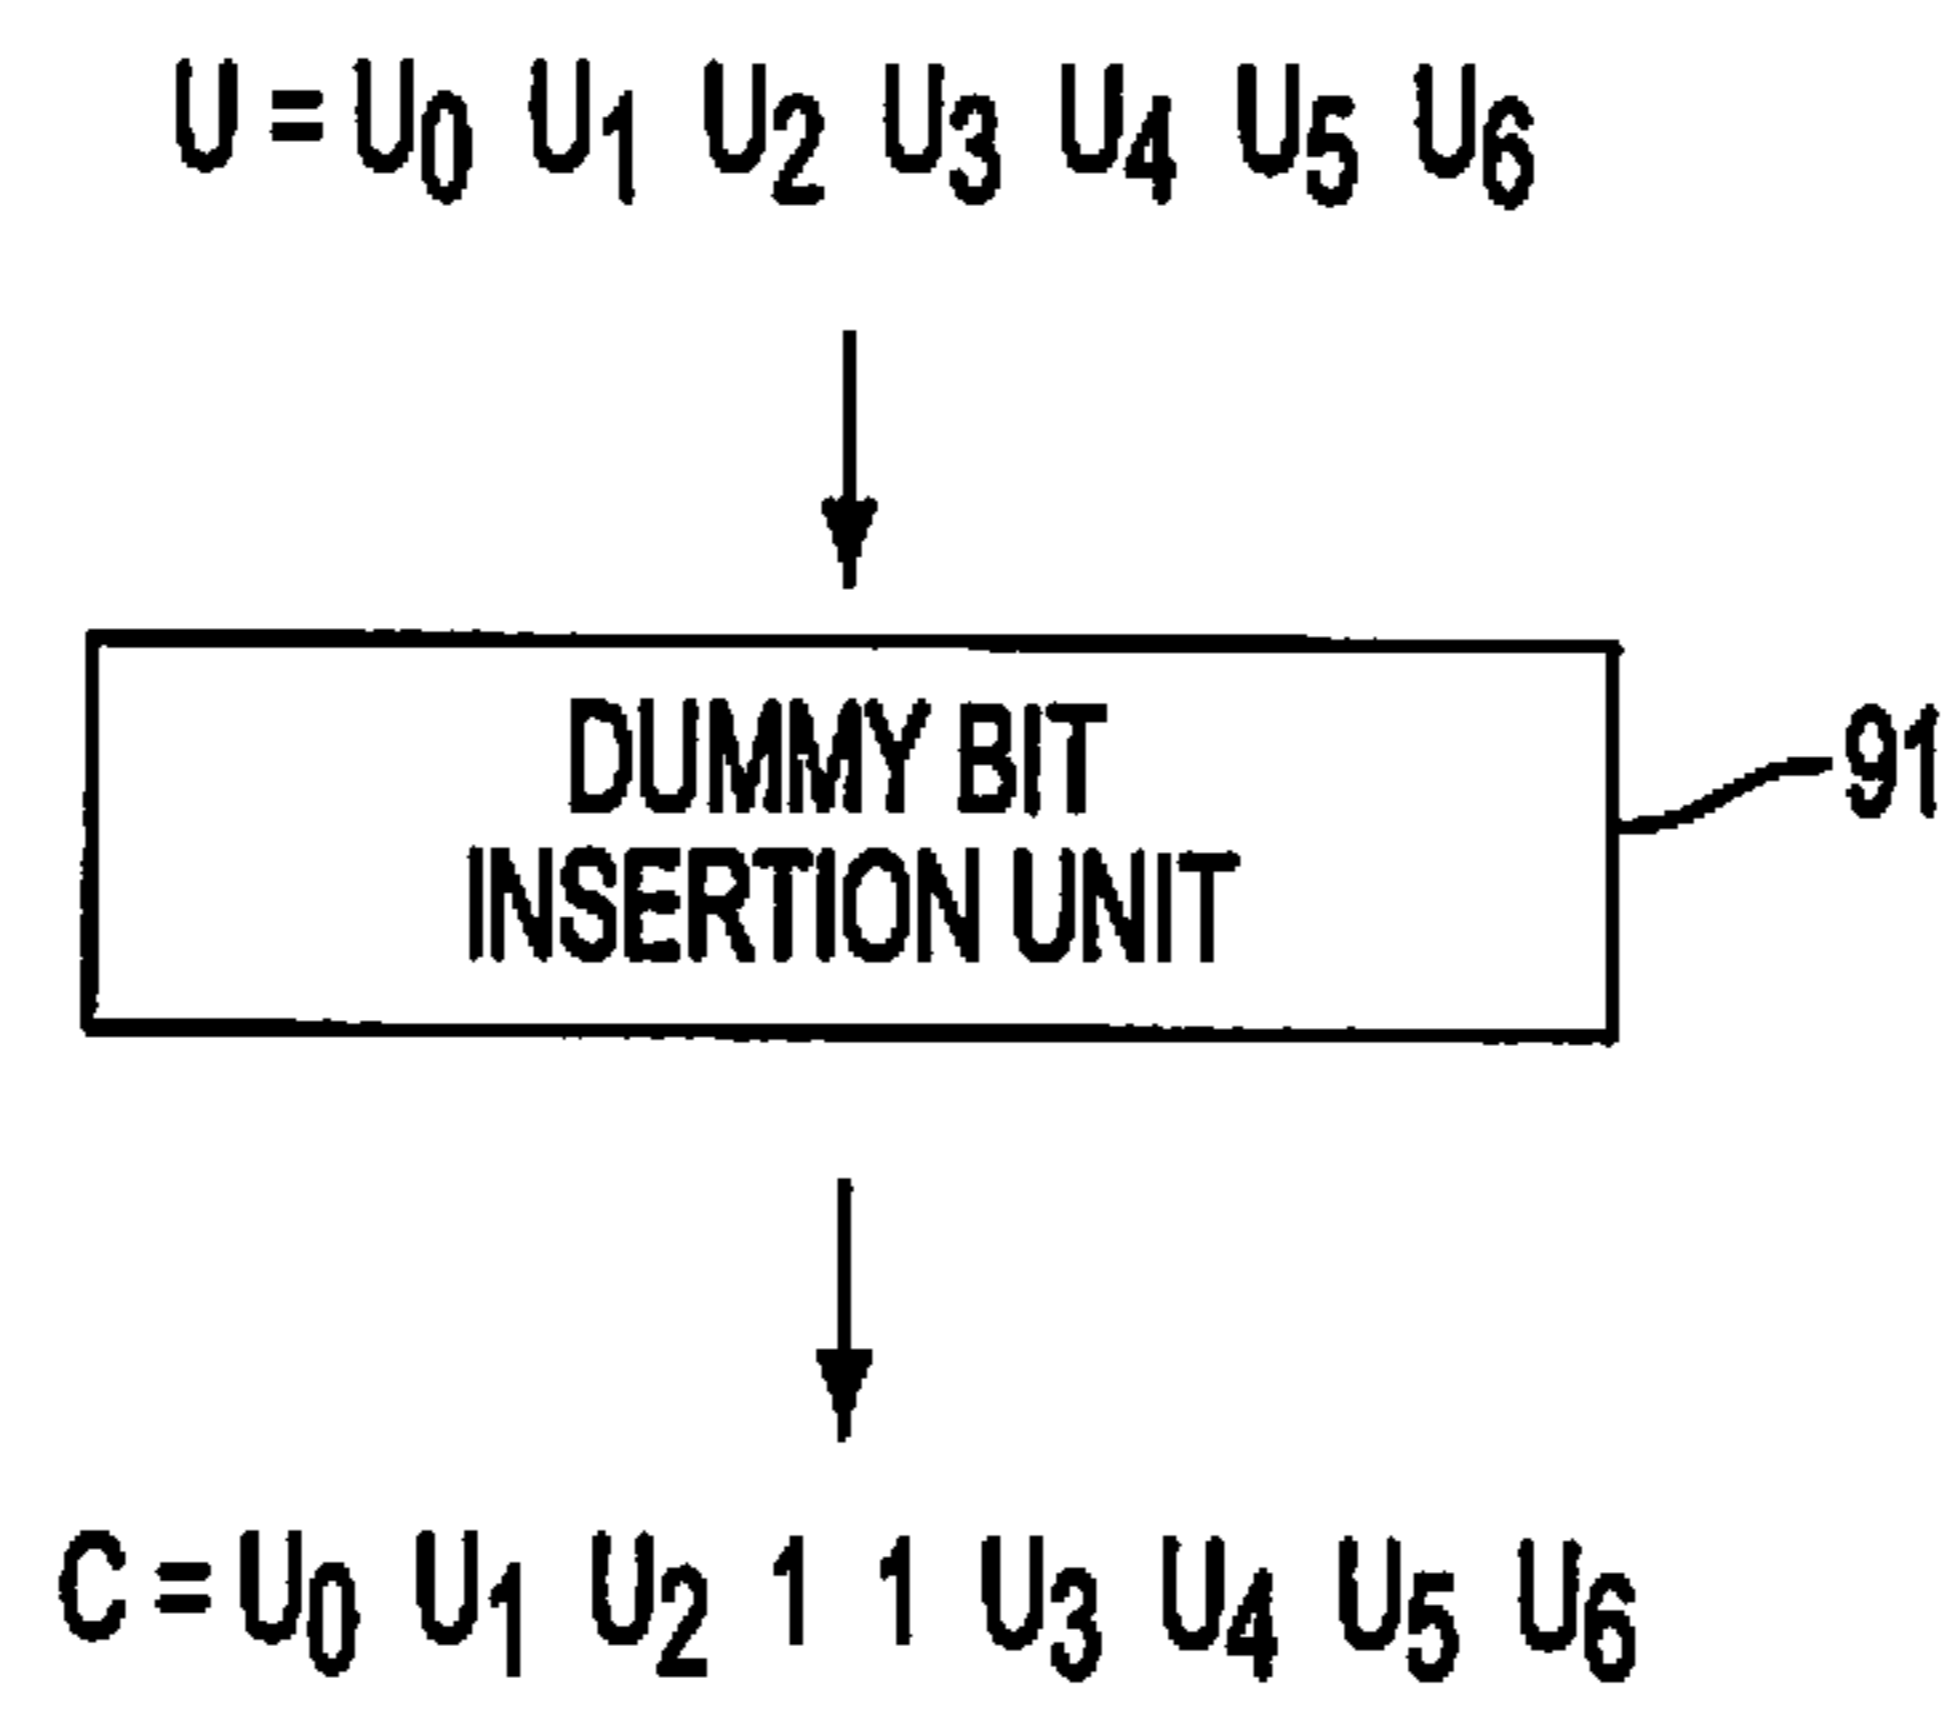 U = U₀ U₁ U₂ U₃ U₄ U₅ U₆
DUMMY BIT
INSERTION UNIT
91
C = U₀ U₁ U₂ 1 1 U₃ U₄ U₅ U₆